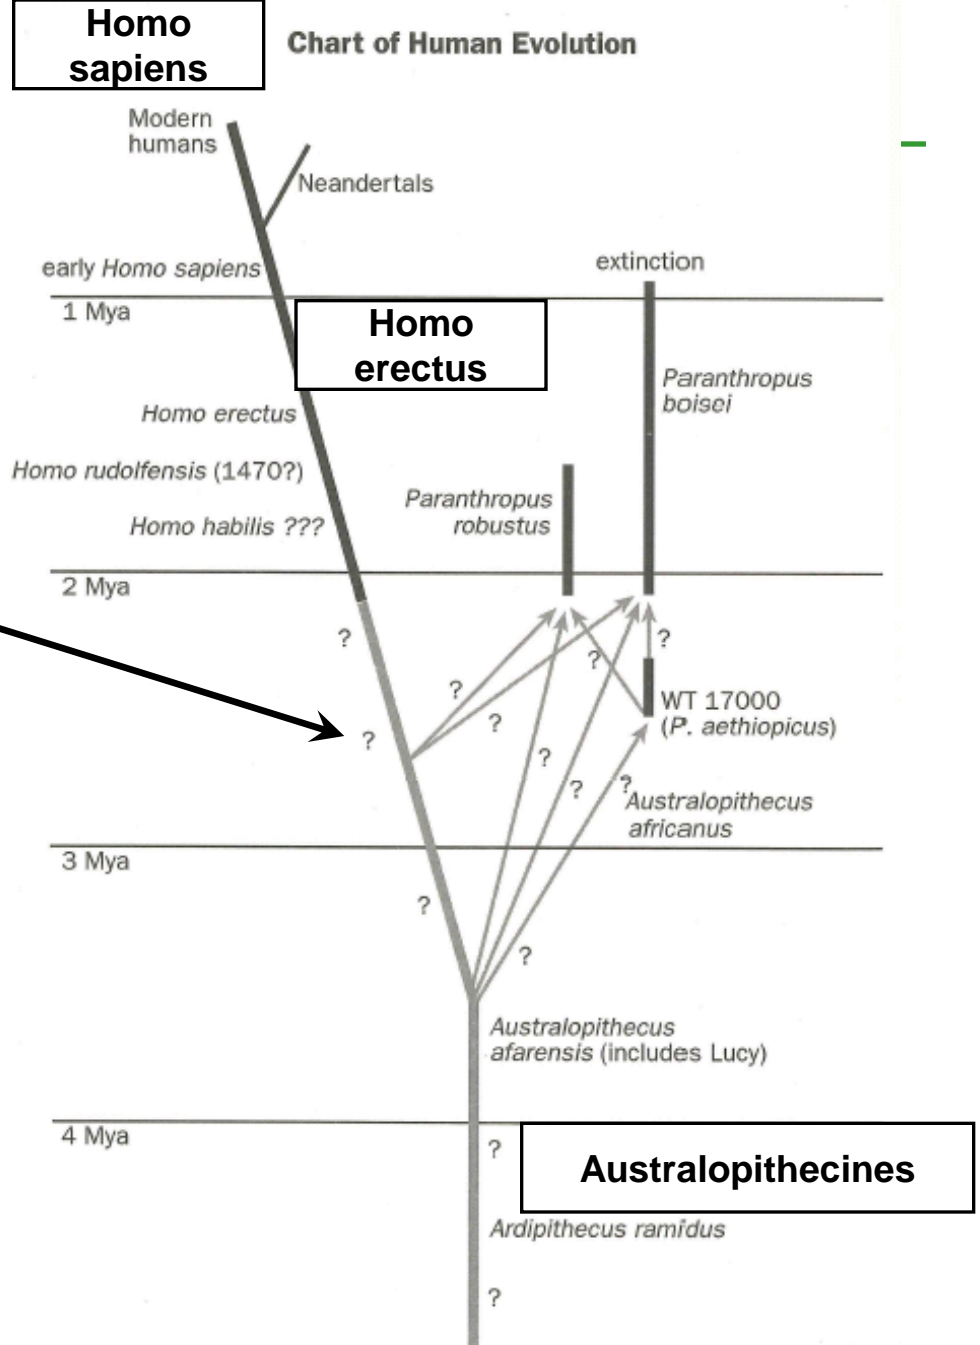 Homo
sapiens
Chart of Human Evolution
Modern
humans
Neandertals
early Homo sapiens
extinction
1 Mya
Homo
erectus
Paranthropus
boisei
Homo erectus
Homo rudolfensis (1470?)
Paranthropus
robustus
Homo habilis ???
2 Mya
?
?
?
?
?
WT 17000
(P. aethiopicus)
?
?
?
?
?
Australopithecus
africanus
3 Mya
?
?
Australopithecus
afarensis (includes Lucy)
4 Mya
?
Australopithecines
Ardipithecus ramidus
?